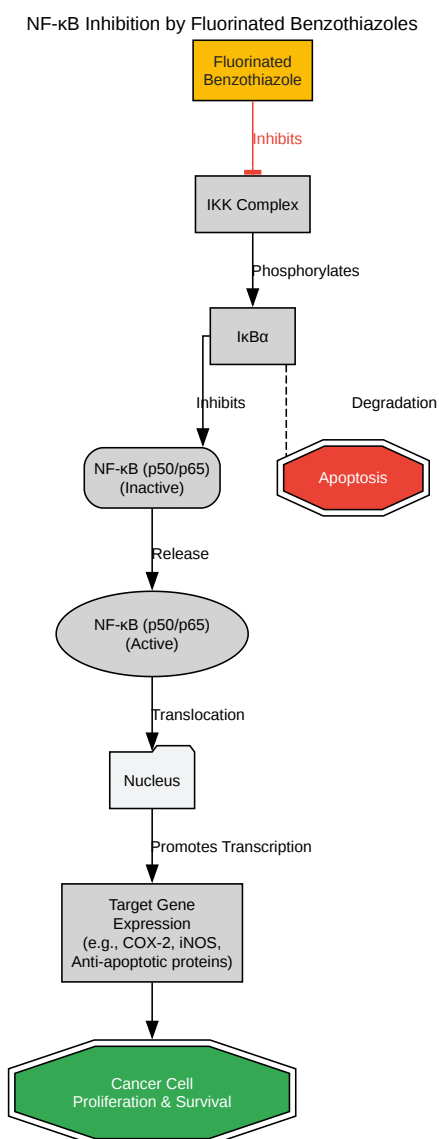 NF-κB Inhibition by Fluorinated Benzothiazoles
Fluorinated
Benzothiazole
Inhibits
IKK Complex
Phosphorylates
IκBα
Inhibits
Degradation
NF-κB (p50/p65)
(Inactive)
Apoptosis
Release
NF-κB (p50/p65)
(Active)
Translocation
Nucleus
Promotes Transcription
Target Gene
Expression
(e.g., COX-2, iNOS,
Anti-apoptotic proteins)
Cancer Cell
Proliferation & Survival